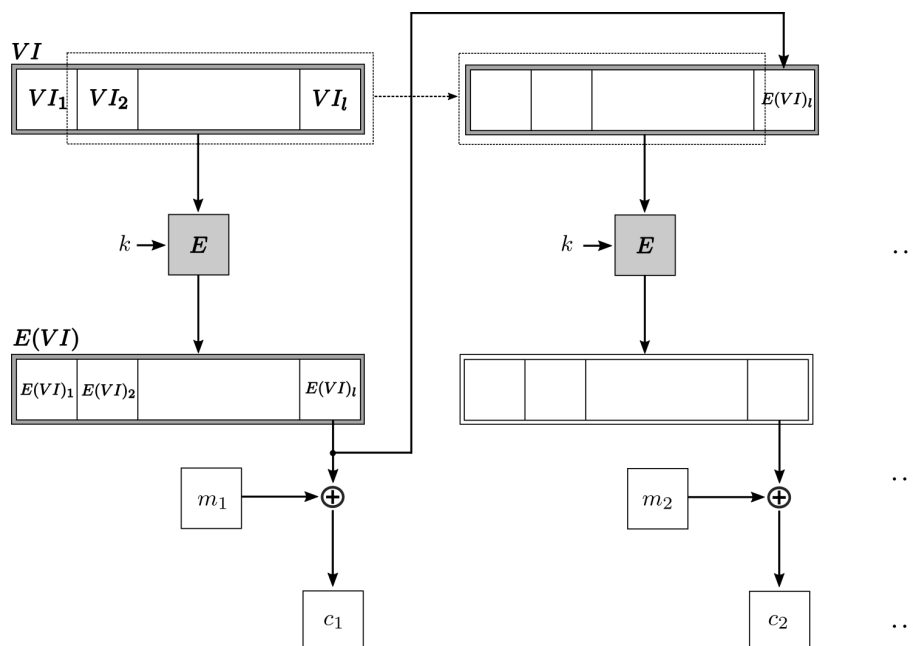 VI
VI₁ VI₂ VIₗ E(VI)ₗ
k E k E ..
E(VI)
E(VI)₁ E(VI)₂ E(VI)ₗ
m₁ + m₂ + ..
c₁ c₂ ..